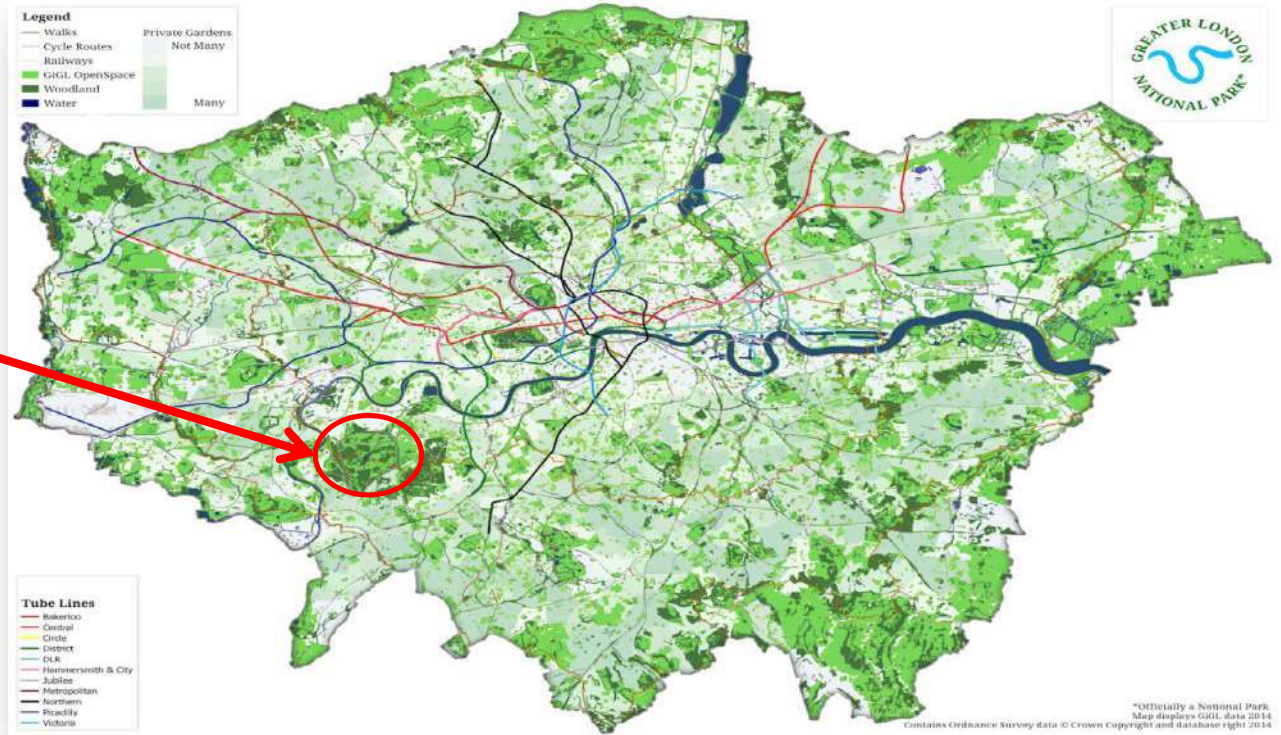 Legend
Walks
Cycle Routes
Railways
GiGL OpenSpace
Woodland
Water
Private Gardens
Not Many
Many
GREATER LONDON
NATIONAL PARK*
Tube Lines
Bakerloo
Central
Circle
District
DLR
Hammersmith & City
Jubilee
Metropolitan
Northern
Picadilly
Victoria
*Officially a Notional Park
Map displays GiGL data 2014
Contains Ordnance Survey data © Crown Copyright and database right 2014